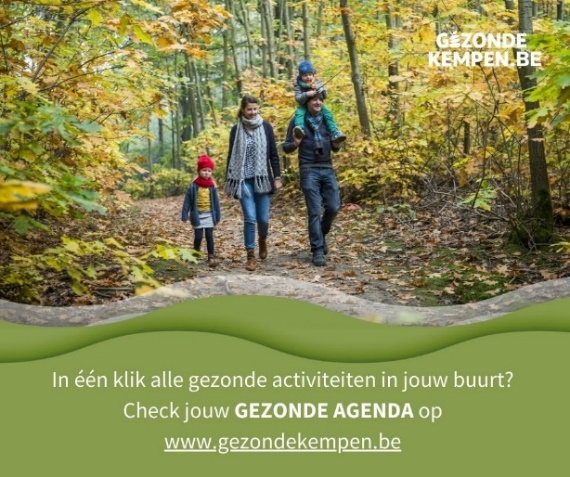 GEZONDE
KEMPEN.BE
In één klik alle gezonde activiteiten in jouw buurt?
Check jouw GEZONDE AGENDA op
www.gezondekempen.be